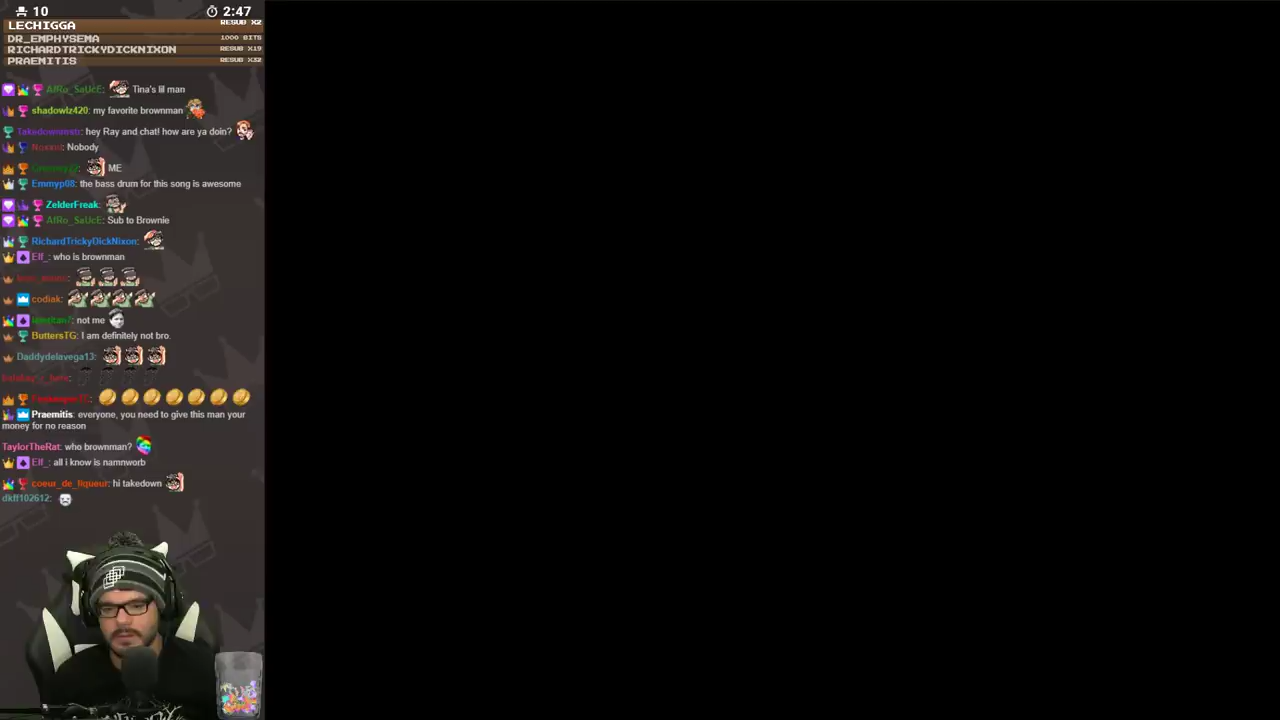 10 2:47
LECHIGGA RESUB X2
DR_EMPHYSEMA 1000 BITS
RICHARDTRICKYDICKNIXON RESUB X19
PRAEMITIS RESUB X32
AfRo_SaUcE: Tina's lil man
shadowlz420: my favorite brownman
Takedownmstr: hey Ray and chat! how are ya doin?
Nobody
ME
Emmyp08: the bass drum for this song is awesome
ZelderFreak:
AfRo_SaUcE: Sub to Brownie
RichardTrickyDickNixon:
Elf_: who is brownman
codiak:
not me
ButtersTG: I am definitely not bro.
Daddydelavega13:
Praemitis: everyone, you need to give this man your
money for no reason
TaylorTheRat: who brownman?
Elf_: all i know is namnworb
coeur_de_liqueur: hi takedown
dkff102612: